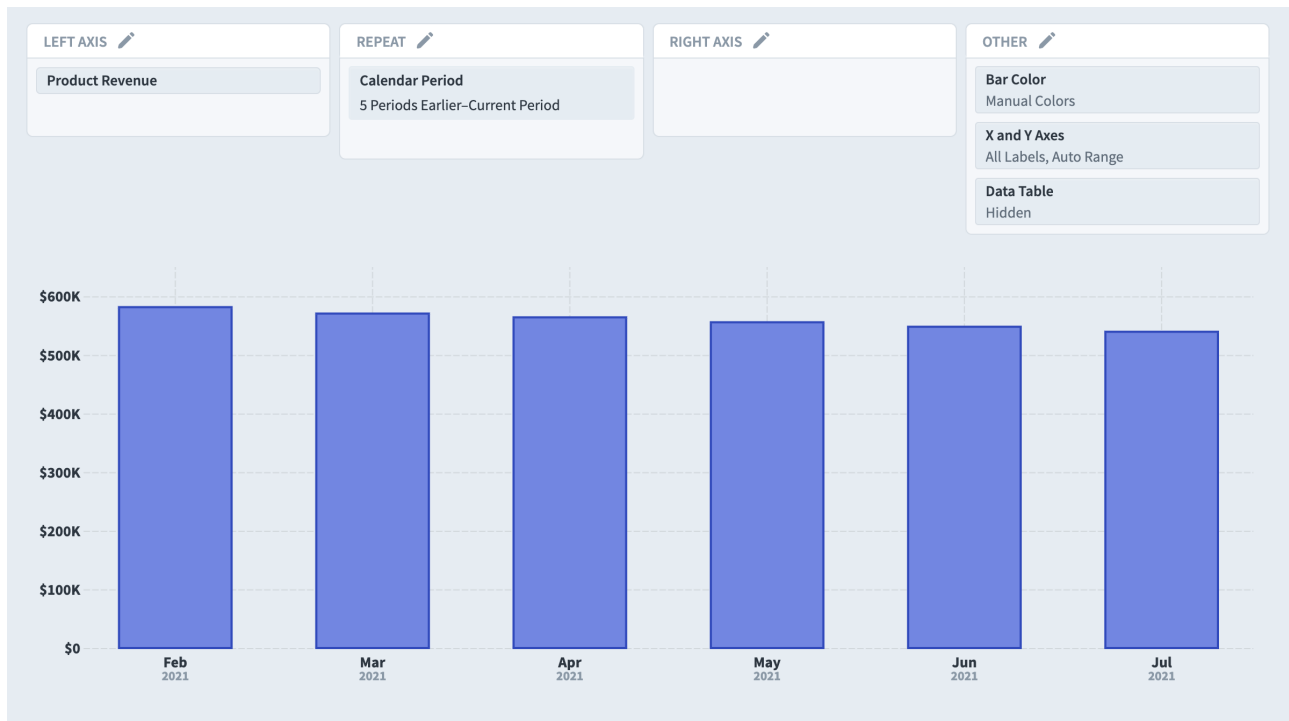 LEFT AXIS
Product Revenue
REPEAT
Calendar Period
5 Periods Earlier–Current Period
RIGHT AXIS
OTHER
Bar Color
Manual Colors
X and Y Axes
All Labels, Auto Range
Data Table
Hidden
$600K
$500K
$400K
$300K
$200K
$100K
$0
Feb
2021
Mar
2021
Apr
2021
May
2021
Jun
2021
Jul
2021